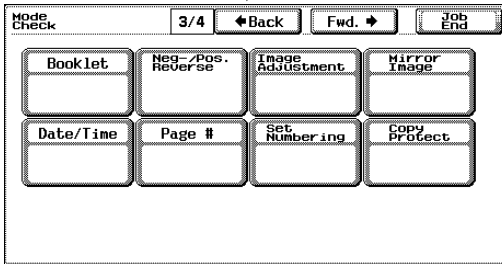 Mode
Check
3/4
Back
Fwd.
Job
End
Booklet
Neg-/Pos.
Reverse
Image
Adjustment
Mirror
Image
Date/Time
Page #
Set
Numbering
Copy
Protect